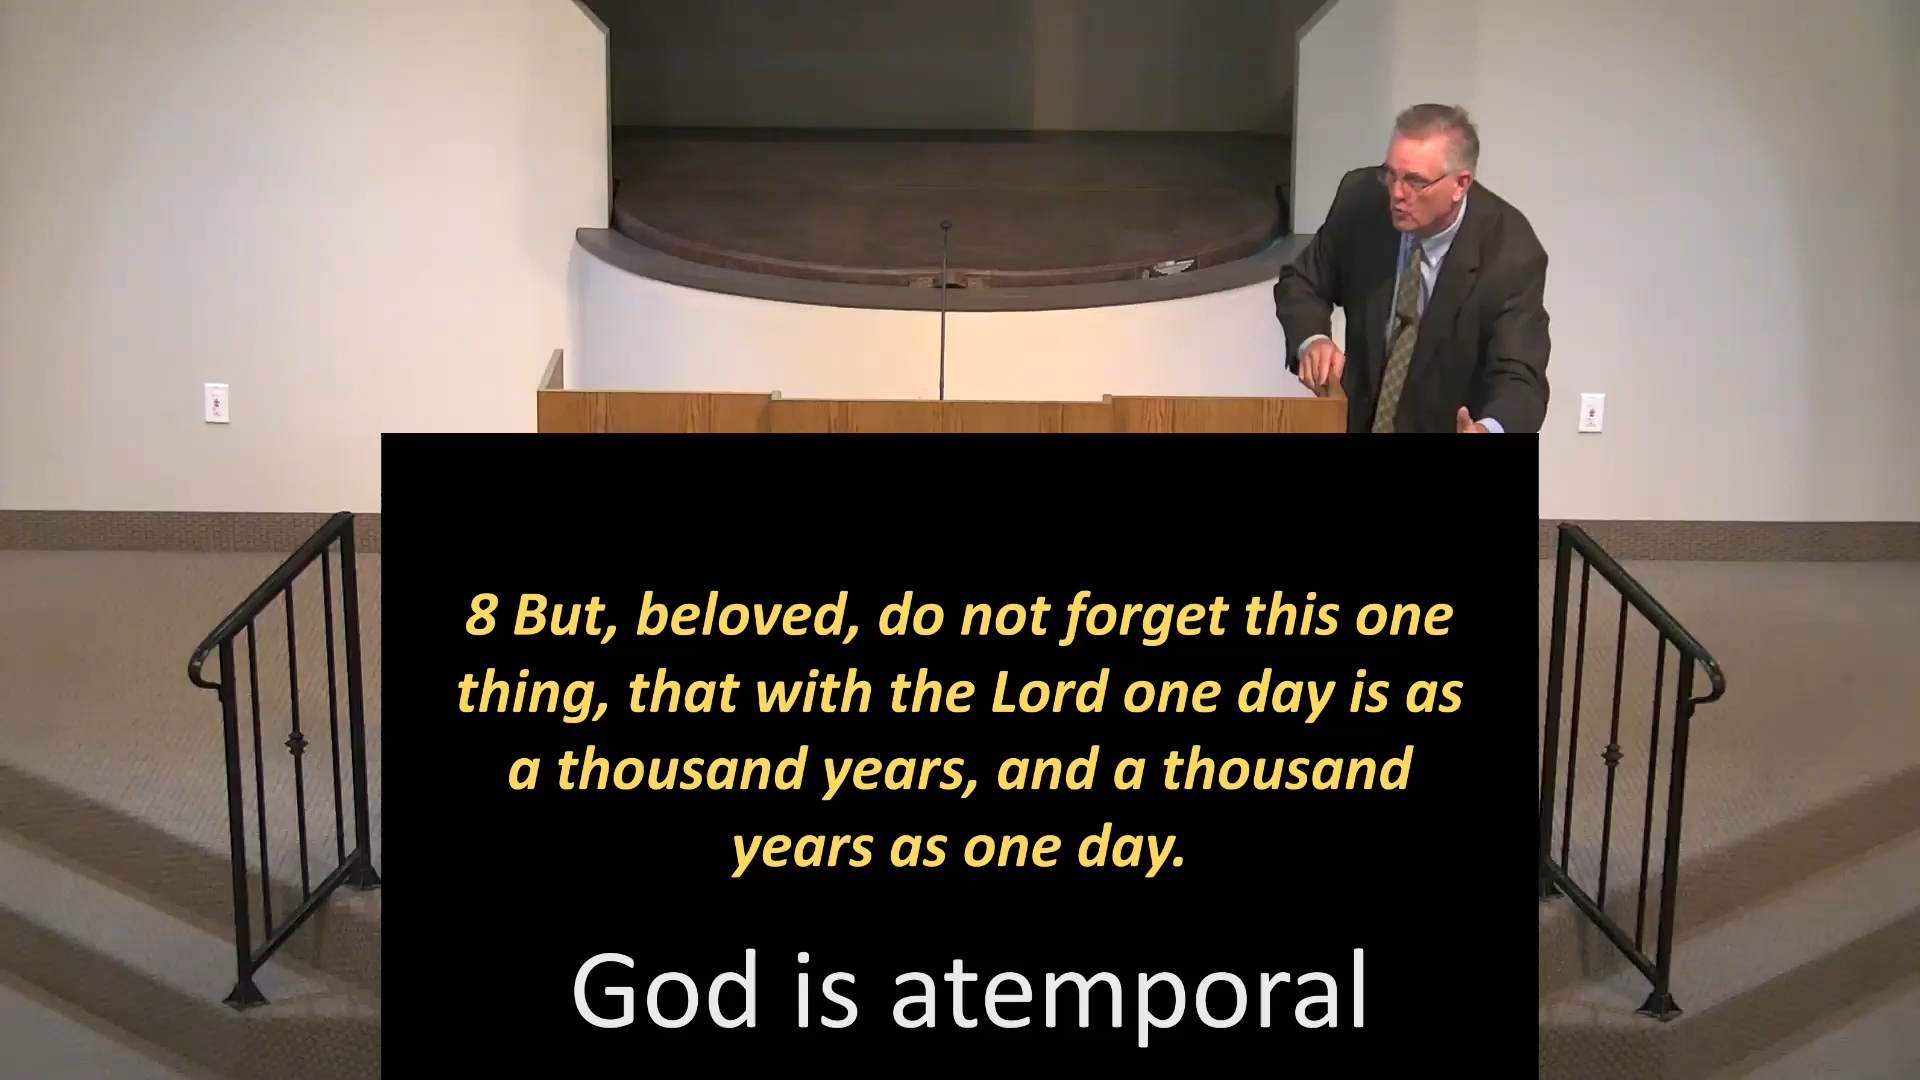 8 But, beloved, do not forget this one
thing, that with the Lord one day is as
a thousand years, and a thousand
years as one day.
God is atemporal